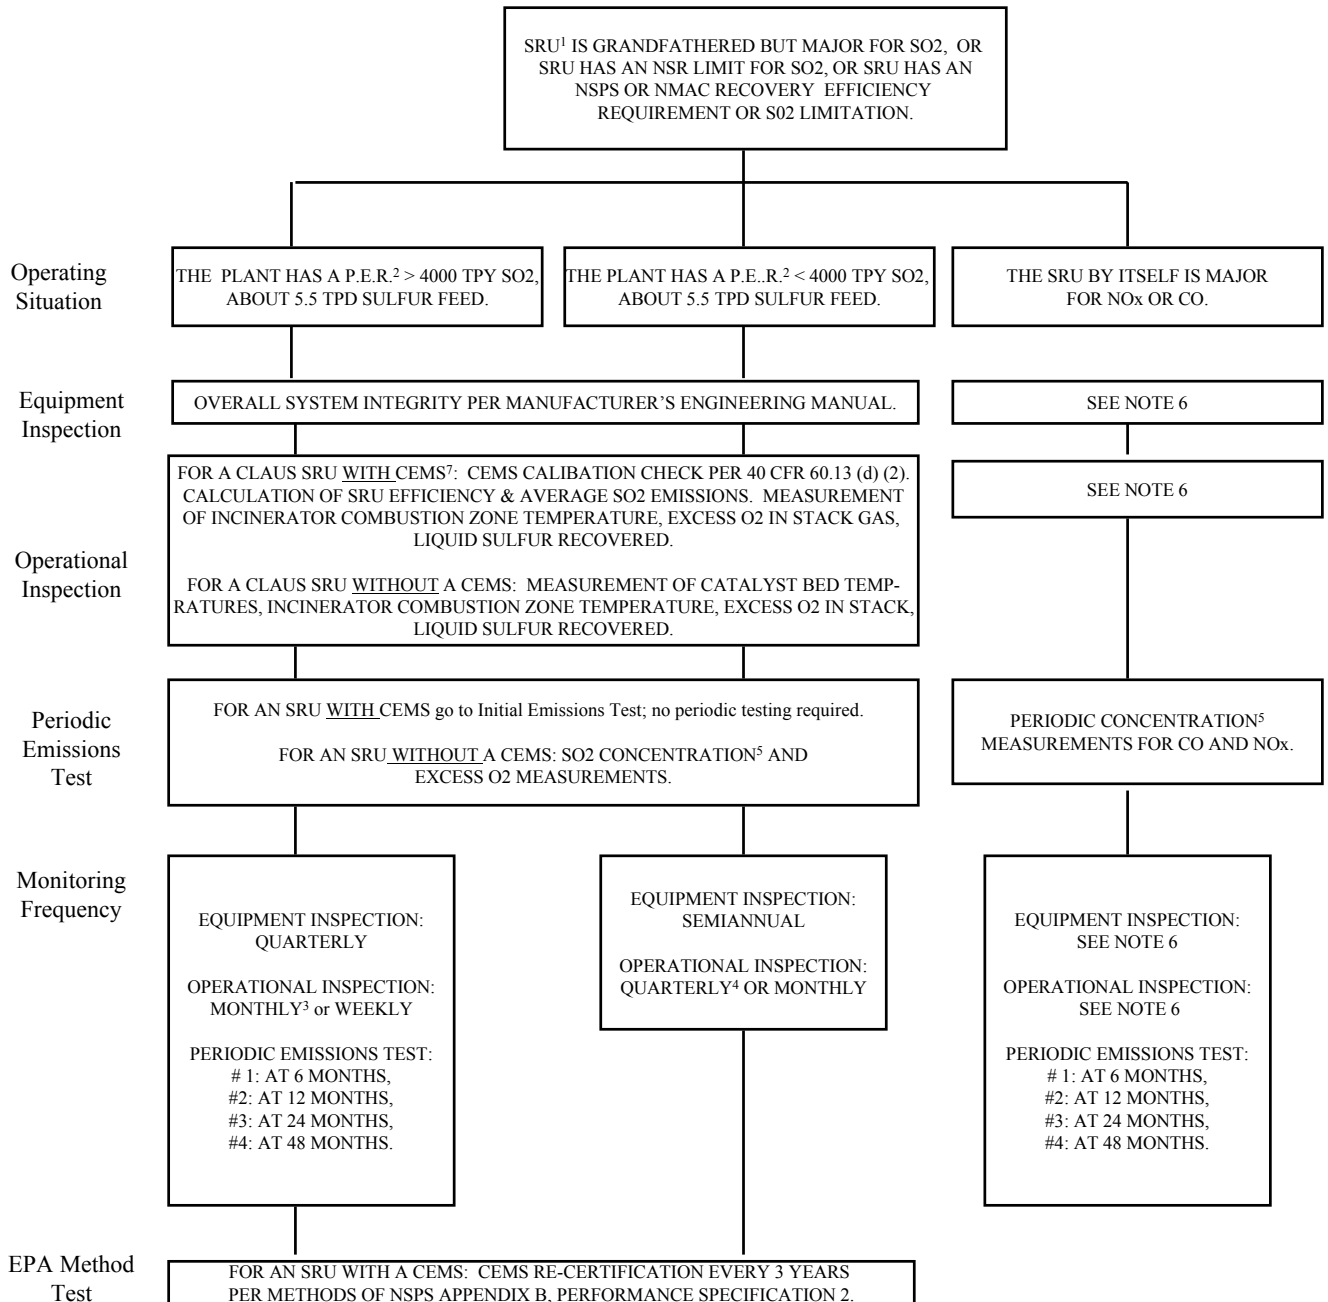 SRU¹ IS GRANDFATHERED BUT MAJOR FOR SO2, OR
SRU HAS AN NSR LIMIT FOR SO2, OR SRU HAS AN
NSPS OR NMAC RECOVERY EFFICIENCY
REQUIREMENT OR S02 LIMITATION.
Operating
Situation
THE PLANT HAS A P.E.R.² > 4000 TPY SO2,
ABOUT 5.5 TPD SULFUR FEED.
THE PLANT HAS A P.E..R.² < 4000 TPY SO2,
ABOUT 5.5 TPD SULFUR FEED.
THE SRU BY ITSELF IS MAJOR
FOR NOx OR CO.
Equipment
Inspection
OVERALL SYSTEM INTEGRITY PER MANUFACTURER'S ENGINEERING MANUAL.
SEE NOTE 6
Operational
Inspection
FOR A CLAUS SRU WITH CEMS⁷: CEMS CALIBATION CHECK PER 40 CFR 60.13 (d) (2).
CALCULATION OF SRU EFFICIENCY & AVERAGE SO2 EMISSIONS. MEASUREMENT
OF INCINERATOR COMBUSTION ZONE TEMPERATURE, EXCESS O2 IN STACK GAS,
LIQUID SULFUR RECOVERED.
FOR A CLAUS SRU WITHOUT A CEMS: MEASUREMENT OF CATALYST BED TEMP-
RATURES, INCINERATOR COMBUSTION ZONE TEMPERATURE, EXCESS O2 IN STACK,
LIQUID SULFUR RECOVERED.
SEE NOTE 6
Periodic
Emissions
Test
FOR AN SRU WITH CEMS go to Initial Emissions Test; no periodic testing required.
FOR AN SRU WITHOUT A CEMS: SO2 CONCENTRATION⁵ AND
EXCESS O2 MEASUREMENTS.
PERIODIC CONCENTRATION⁵
MEASUREMENTS FOR CO AND NOx.
Monitoring
Frequency
EQUIPMENT INSPECTION:
QUARTERLY
OPERATIONAL INSPECTION:
MONTHLY³ or WEEKLY
PERIODIC EMISSIONS TEST:
# 1: AT 6 MONTHS,
#2: AT 12 MONTHS,
#3: AT 24 MONTHS,
#4: AT 48 MONTHS.
EQUIPMENT INSPECTION:
SEMIANNUAL
OPERATIONAL INSPECTION:
QUARTERLY⁴ OR MONTHLY
EQUIPMENT INSPECTION:
SEE NOTE 6
OPERATIONAL INSPECTION:
SEE NOTE 6
PERIODIC EMISSIONS TEST:
# 1: AT 6 MONTHS,
#2: AT 12 MONTHS,
#3: AT 24 MONTHS,
#4: AT 48 MONTHS.
EPA Method
Test
FOR AN SRU WITH A CEMS: CEMS RE-CERTIFICATION EVERY 3 YEARS
PER METHODS OF NSPS APPENDIX B, PERFORMANCE SPECIFICATION 2.